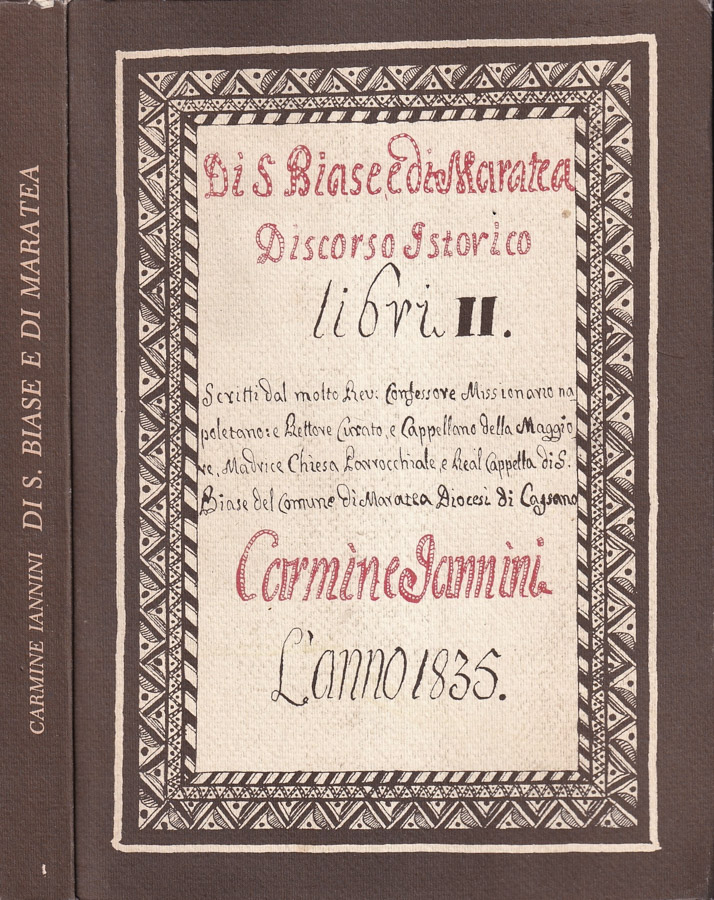 CARMINE IANNINI DI S. BIASE E DI MARATEA
Di S Biase e di Maratea
Discorso Istorico
libri II.
Scritti dal molto Rev: Confessore Missionario na
poletano: e Rettore Currato, e Cappellano della Maggio
re, Madrice Chiesa Parrocchiale, e Real Cappella di S.
Biase del Comune di Maratea Diocesi di Cassano
Carmine Iannini
L'anno 1835.